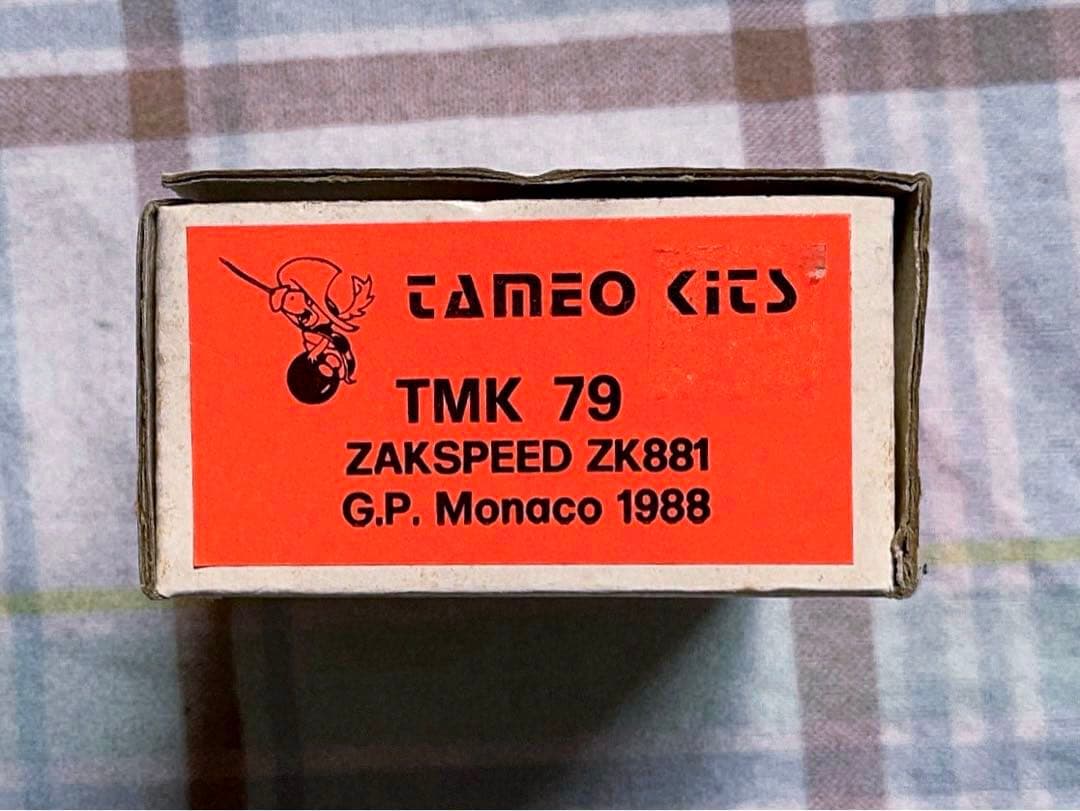 TAMEO KiTS
TMK 79
ZAKSPEED ZK881
G.P. Monaco 1988